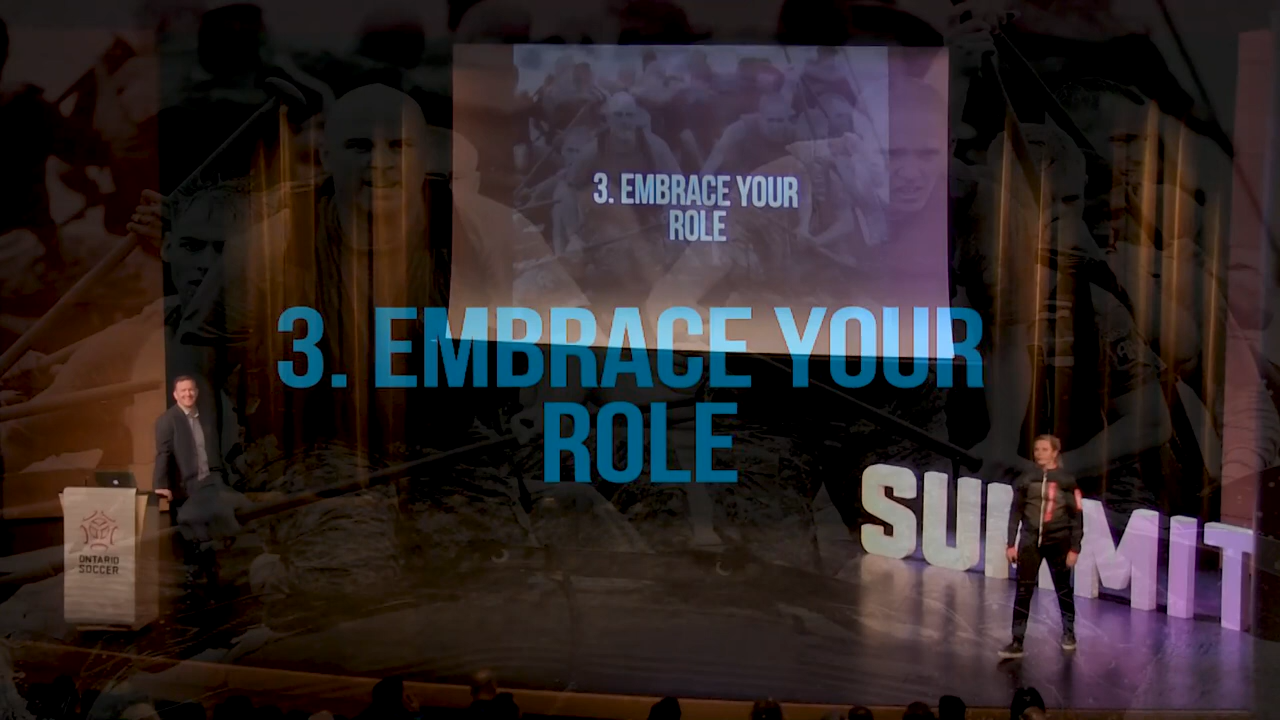 3. EMBRACE YOUR
ROLE
3. EMBRACE YOUR
ROLE
ONTARIO
SOCCER
SUMMIT